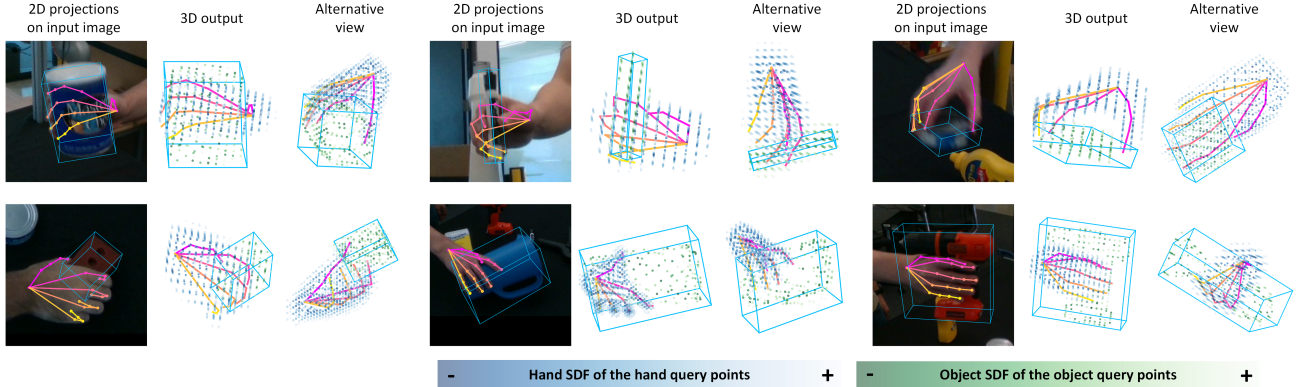 2D projections
on input image
3D output
Alternative
view
2D projections
on input image
3D output
Alternative
view
2D projections
on input image
3D output
Alternative
view
- Hand SDF of the hand query points +
- Object SDF of the object query points +